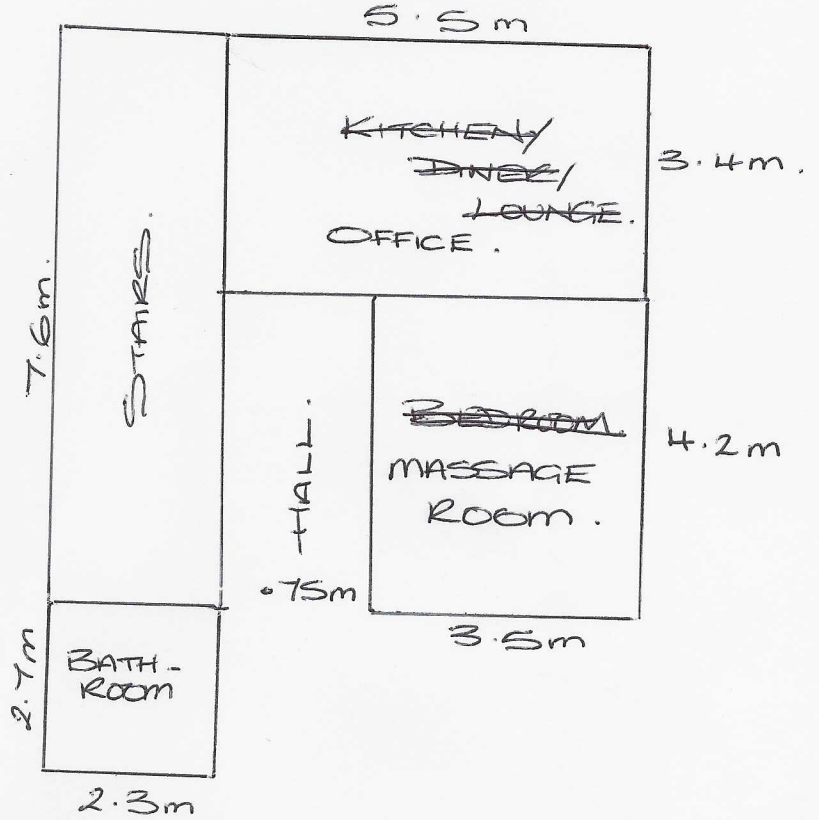 5.5m
KITCHEN/
DINER/
LOUNGE.
OFFICE.
3.4m.
7.6m.
STAIRS.
HALL.
.75m
BEDROOM.
MASSAGE
ROOM.
4.2m
3.5m
2.7m
BATH-
ROOM
2.3m